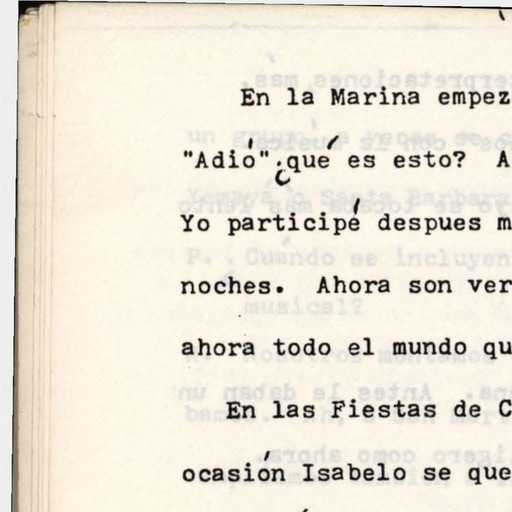 En la Marina empez
"Adió" ¿qué es esto? A
Yo participé despues m
noches. Ahora son ver
ahora todo el mundo qu
En las Fiestas de C
ocasión Isabelo se que